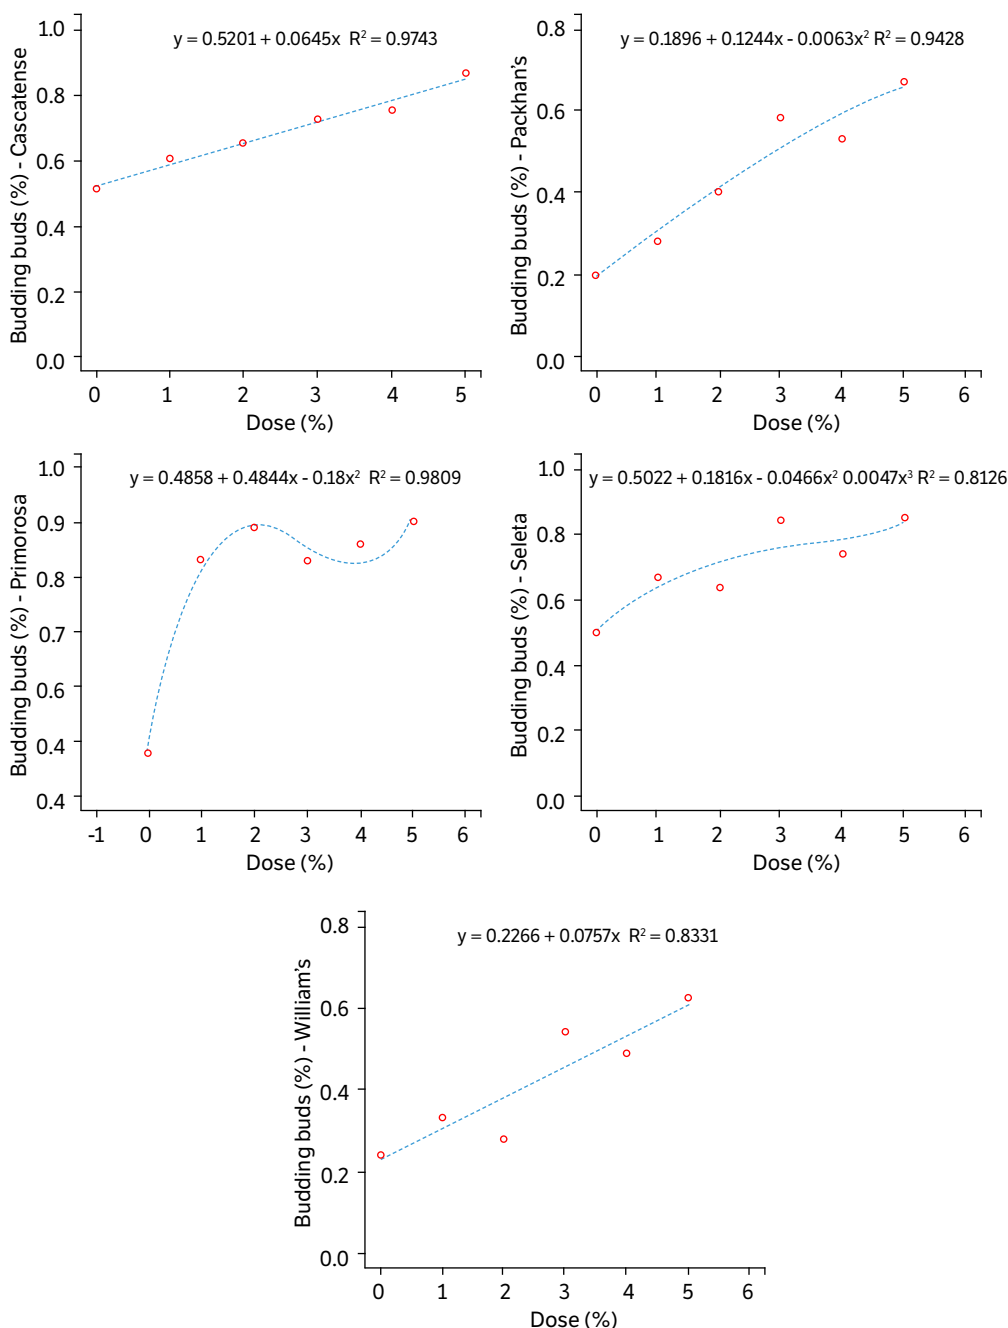 y = 0.5201 + 0.0645x R² = 0.9743
Budding buds (%) - Cascatense
1.0
0.8
0.6
0.4
0.2
0.0
0 1 2 3 4 5
Dose (%)
y = 0.1896 + 0.1244x - 0.0063x² R² = 0.9428
Budding buds (%) - Packhan's
0.8
0.6
0.4
0.2
0.0
0 1 2 3 4 5 6
Dose (%)
y = 0.4858 + 0.4844x - 0.18x² R² = 0.9809
Budding buds (%) - Primorosa
1.0
0.9
0.8
0.7
0.6
0.4
0.4
-1 0 1 2 3 4 5 6
Dose (%)
y = 0.5022 + 0.1816x - 0.0466x² 0.0047x³ R² = 0.8126
Budding buds (%) - Seleta
1.0
0.8
0.6
0.4
0.2
0.0
0 1 2 3 4 5 6
Dose (%)
y = 0.2266 + 0.0757x R² = 0.8331
Budding buds (%) - William's
0.8
0.6
0.4
0.2
0.0
0 1 2 3 4 5 6
Dose (%)